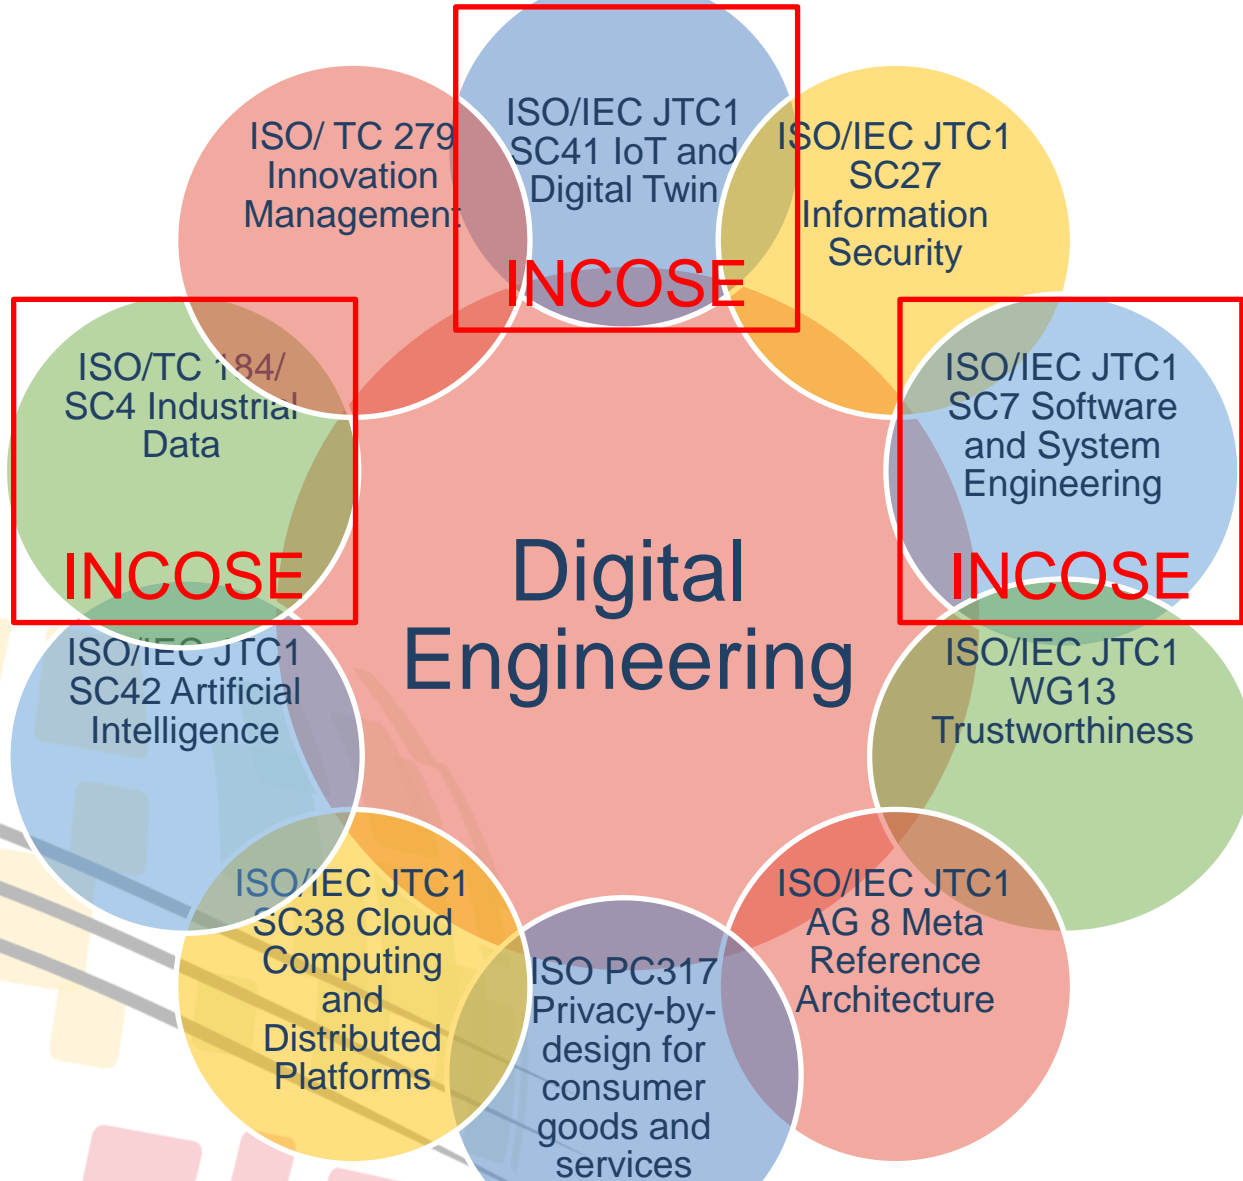 ISO/IEC JTC1
SC41 IoT and
Digital Twin
INCOSE
ISO/IEC JTC1
SC27
Information
Security
ISO/IEC JTC1
SC7 Software
and System
Engineering
INCOSE
ISO/IEC JTC1
WG13
Trustworthiness
ISO/IEC JTC1
AG 8 Meta
Reference
Architecture
ISO PC317
Privacy-by-
design for
consumer
goods and
services
ISO/IEC JTC1
SC38 Cloud
Computing
and
Distributed
Platforms
ISO/IEC JTC1
SC42 Artificial
Intelligence
ISO/TC 184/
SC4 Industrial
Data
INCOSE
ISO/ TC 279
Innovation
Management
Digital
Engineering